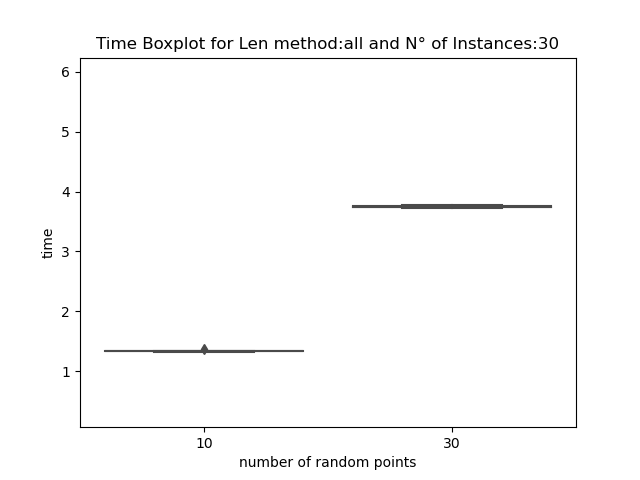 Time Boxplot for Len method:all and N° of Instances:30
6
5
4
3
2
1
time
10 30
number of random points